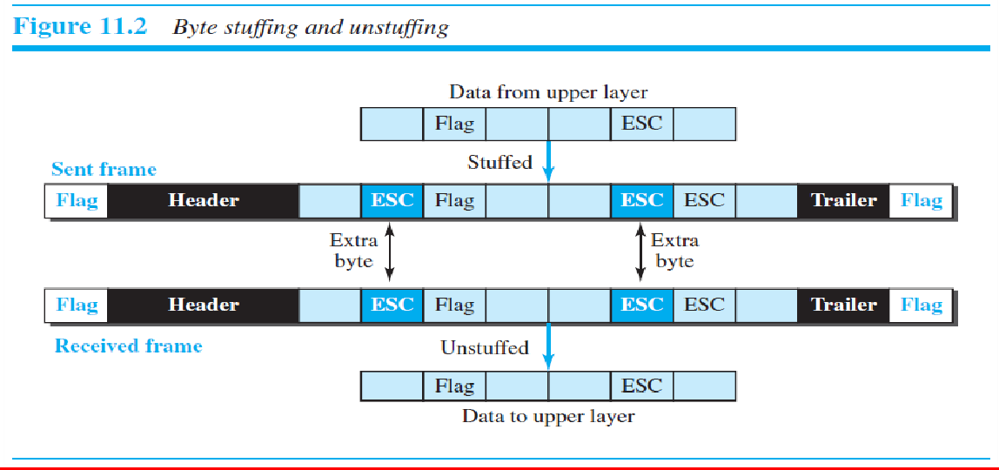 Figure 11.2 Byte stuffing and unstuffing
Data from upper layer
Flag ESC
Stuffed
Sent frame
Flag Header ESC Flag ESC ESC Trailer Flag
Extra byte
Extra byte
Flag Header ESC Flag ESC ESC Trailer Flag
Received frame
Unstuffed
Flag ESC
Data to upper layer